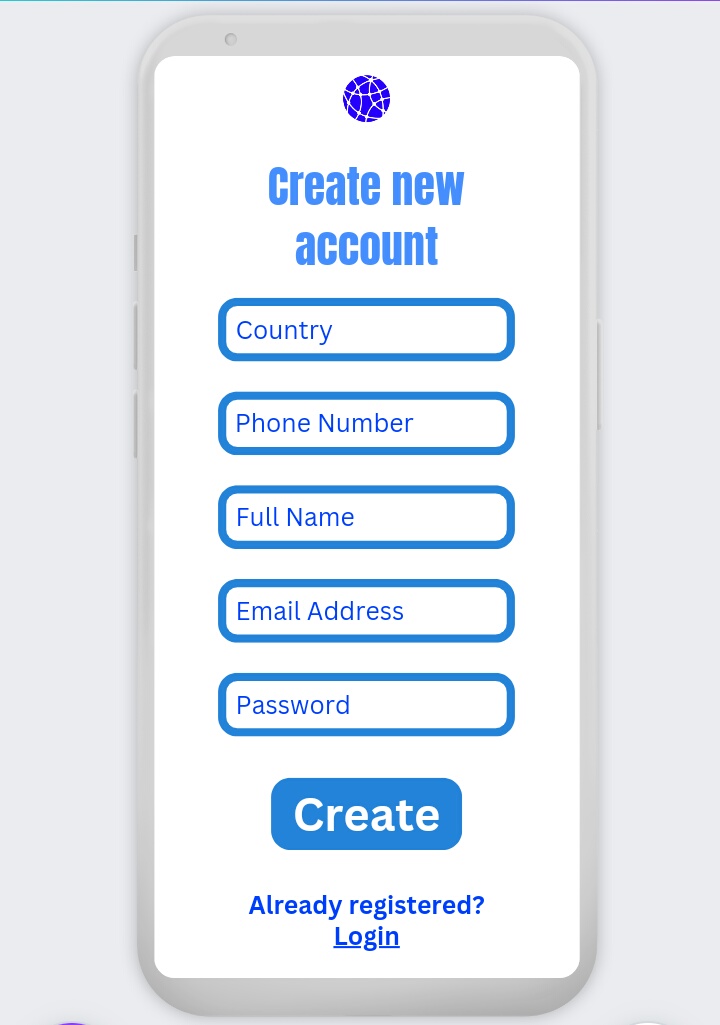 Create new
account
Country
Phone Number
Full Name
Email Address
Password
Create
Already registered?
Login